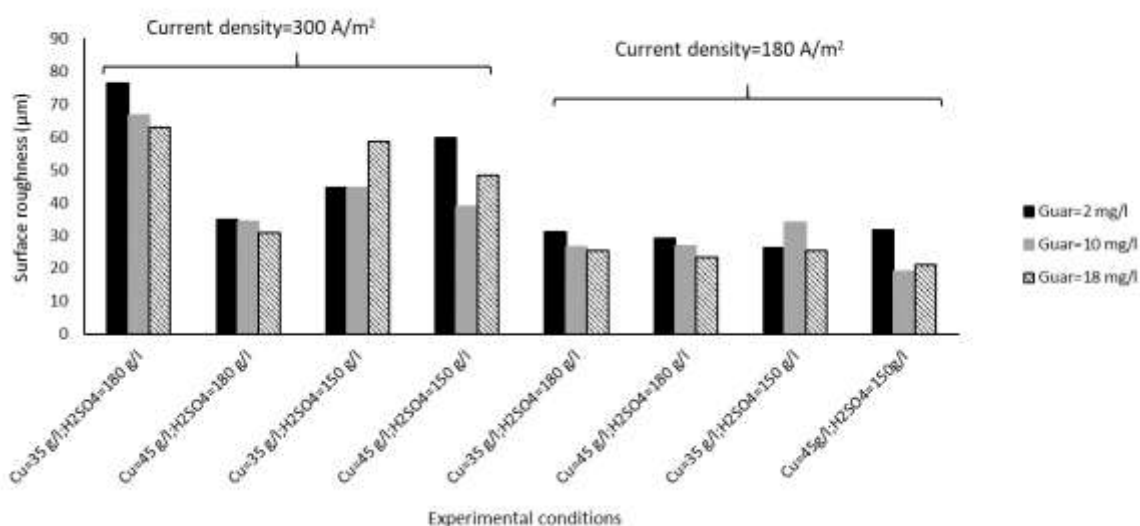 Current density=300 A/m²
Current density=180 A/m²
90
80
70
60
50
40
30
20
10
0
Surface roughness (µm)
Cu=35 g/l;H2SO4=180 g/l
Cu=45 g/l;H2SO4=180 g/l
Cu=35 g/l;H2SO4=150 g/l
Cu=45 g/l;H2SO4=150 g/l
Cu=35 g/l;H2SO4=180 g/l
Cu=45 g/l;H2SO4=180 g/l
Cu=35 g/l;H2SO4=150 g/l
Cu=45g/l;H2SO4=150g/l
Experimental conditions
Guar=2 mg/l
Guar=10 mg/l
Guar=18 mg/l